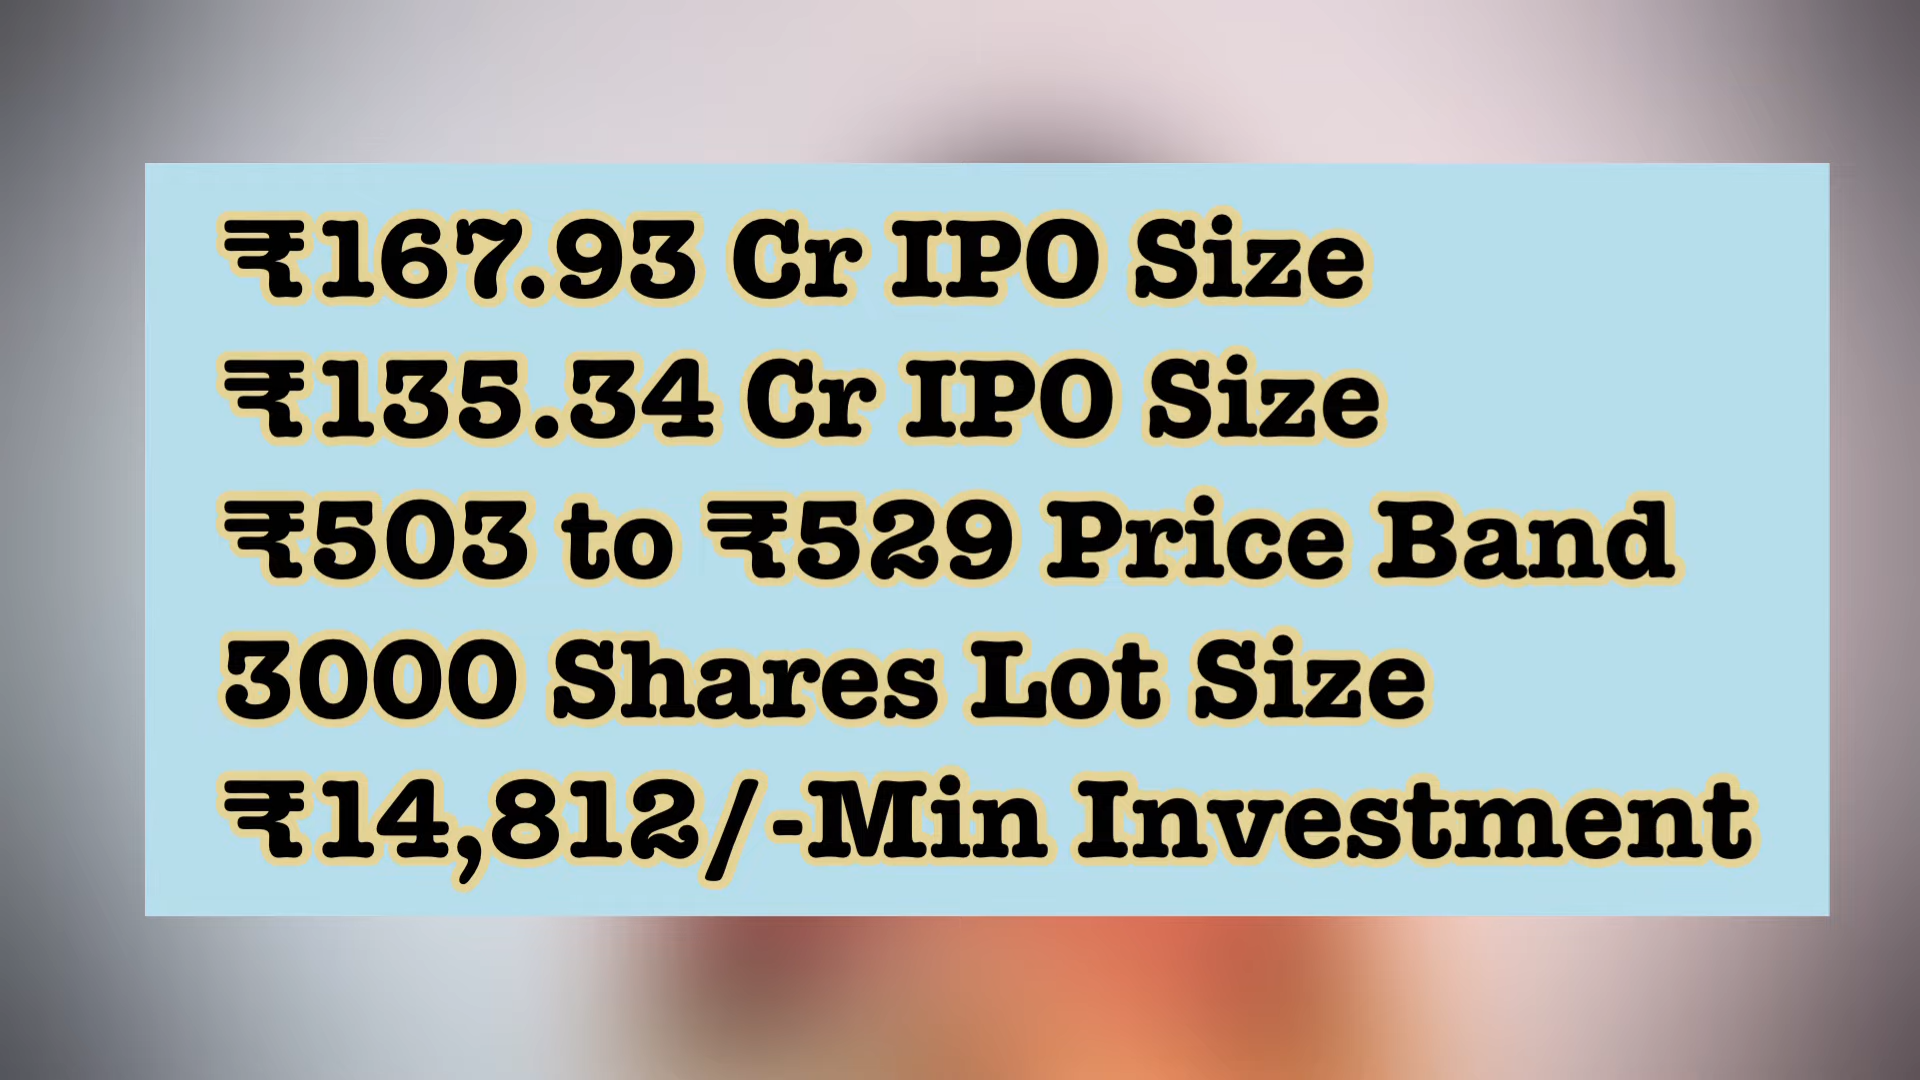 ₹167.93 Cr IPO Size
₹135.34 Cr IPO Size
₹503 to ₹529 Price Band
3000 Shares Lot Size
₹14,812/-Min Investment